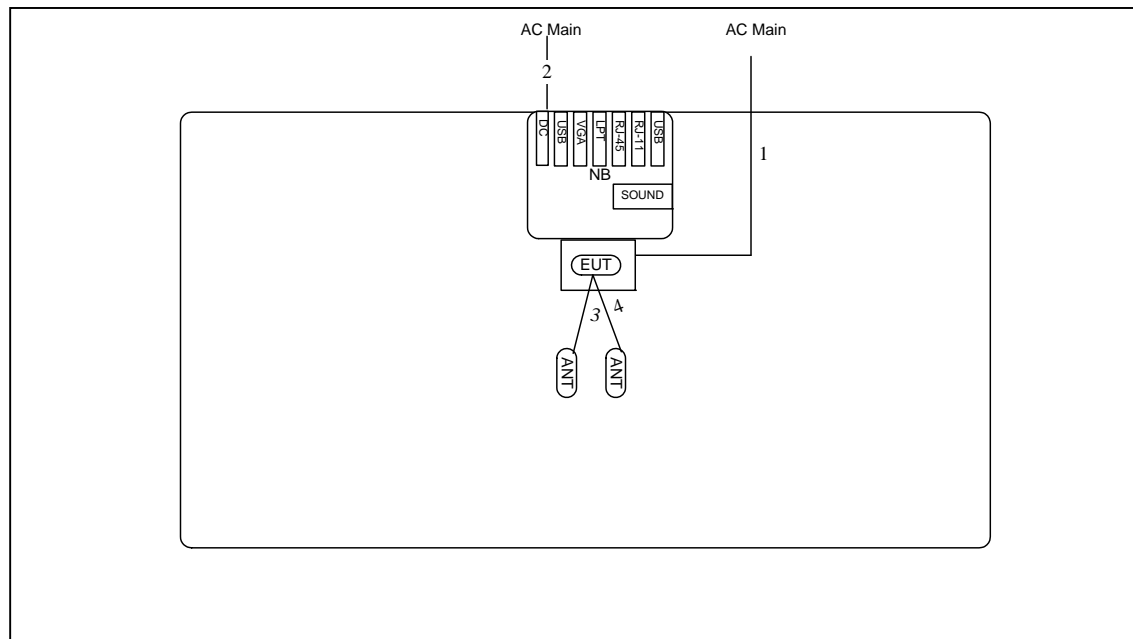 AC Main
AC Main
2
1
DC
USB
VGA
LPT
RJ-45
RJ-11
USB
NB
SOUND
EUT
3
4
ANT
ANT